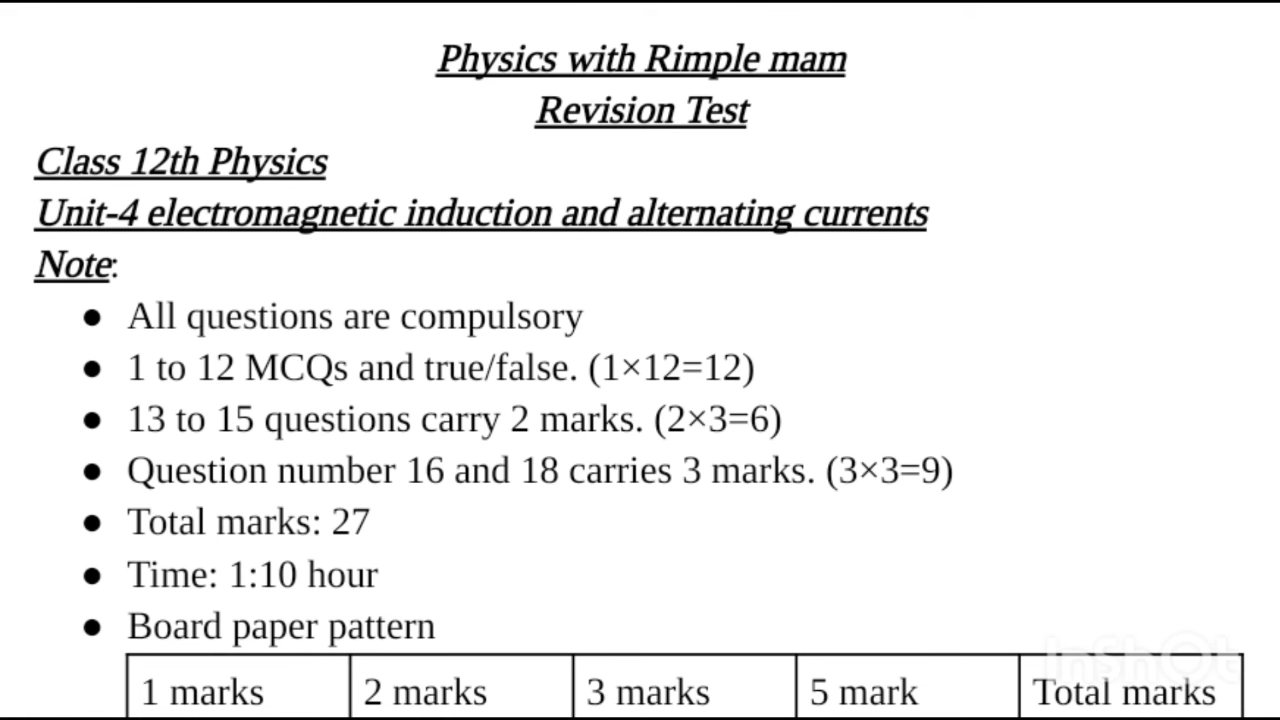 Physics with Rimple mam
Revision Test
Class 12th Physics
Unit-4 electromagnetic induction and alternating currents
Note:
● All questions are compulsory
● 1 to 12 MCQs and true/false. (1×12=12)
● 13 to 15 questions carry 2 marks. (2×3=6)
● Question number 16 and 18 carries 3 marks. (3×3=9)
● Total marks: 27
● Time: 1:10 hour
● Board paper pattern
1 marks 2 marks 3 marks 5 mark Total marks
InShOt